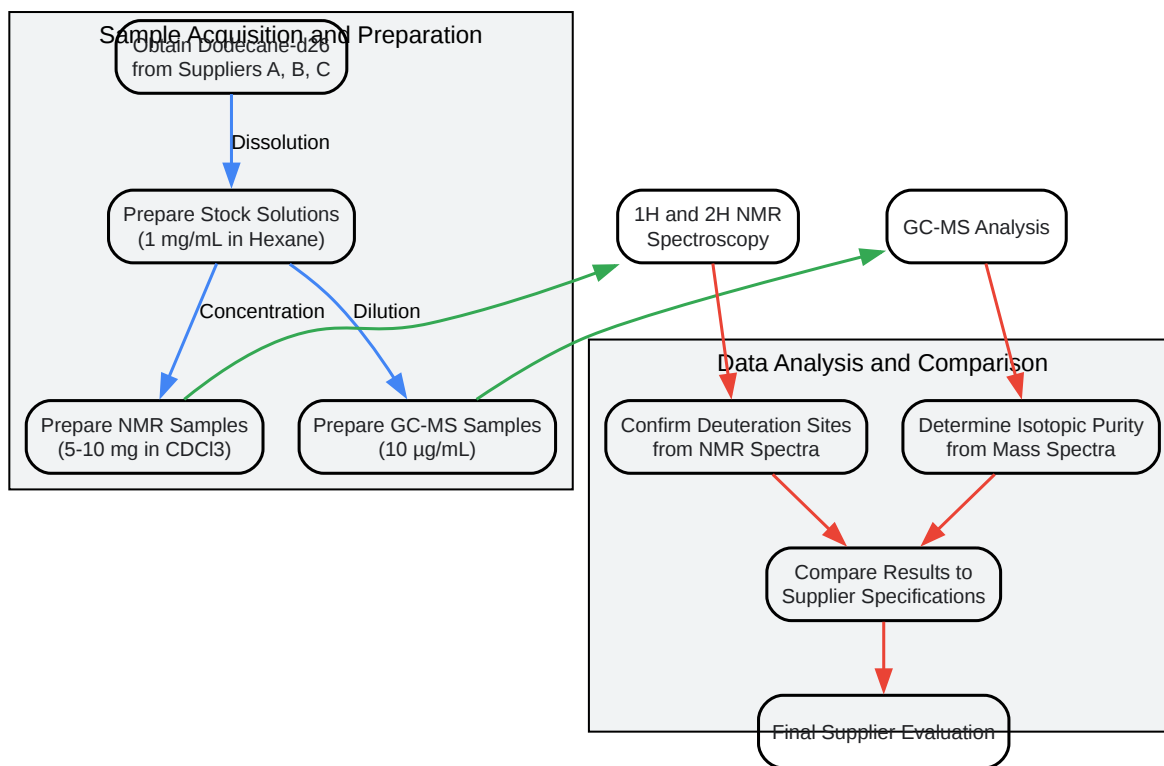 Sample Acquisition and Preparation
Obtain Dodecane-d26
from Suppliers A, B, C
Dissolution
Prepare Stock Solutions
(1 mg/mL in Hexane)
1H and 2H NMR
Spectroscopy
GC-MS Analysis
Concentration
Dilution
Data Analysis and Comparison
Prepare NMR Samples
(5-10 mg in CDCl3)
Prepare GC-MS Samples
(10 µg/mL)
Confirm Deuteration Sites
from NMR Spectra
Determine Isotopic Purity
from Mass Spectra
Compare Results to
Supplier Specifications
Final Supplier Evaluation